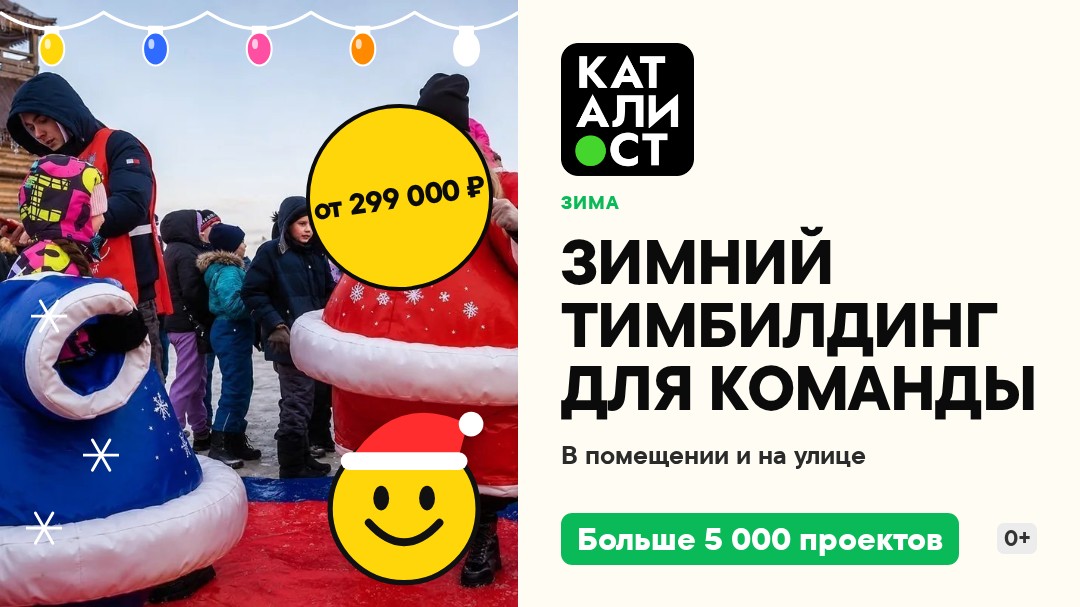 от 299 000 ₽
КАТ
АЛИ
СТ
ЗИМА
ЗИМНИЙ
ТИМБИЛДИНГ
ДЛЯ КОМАНДЫ
В помещении и на улице
Больше 5 000 проектов
0+